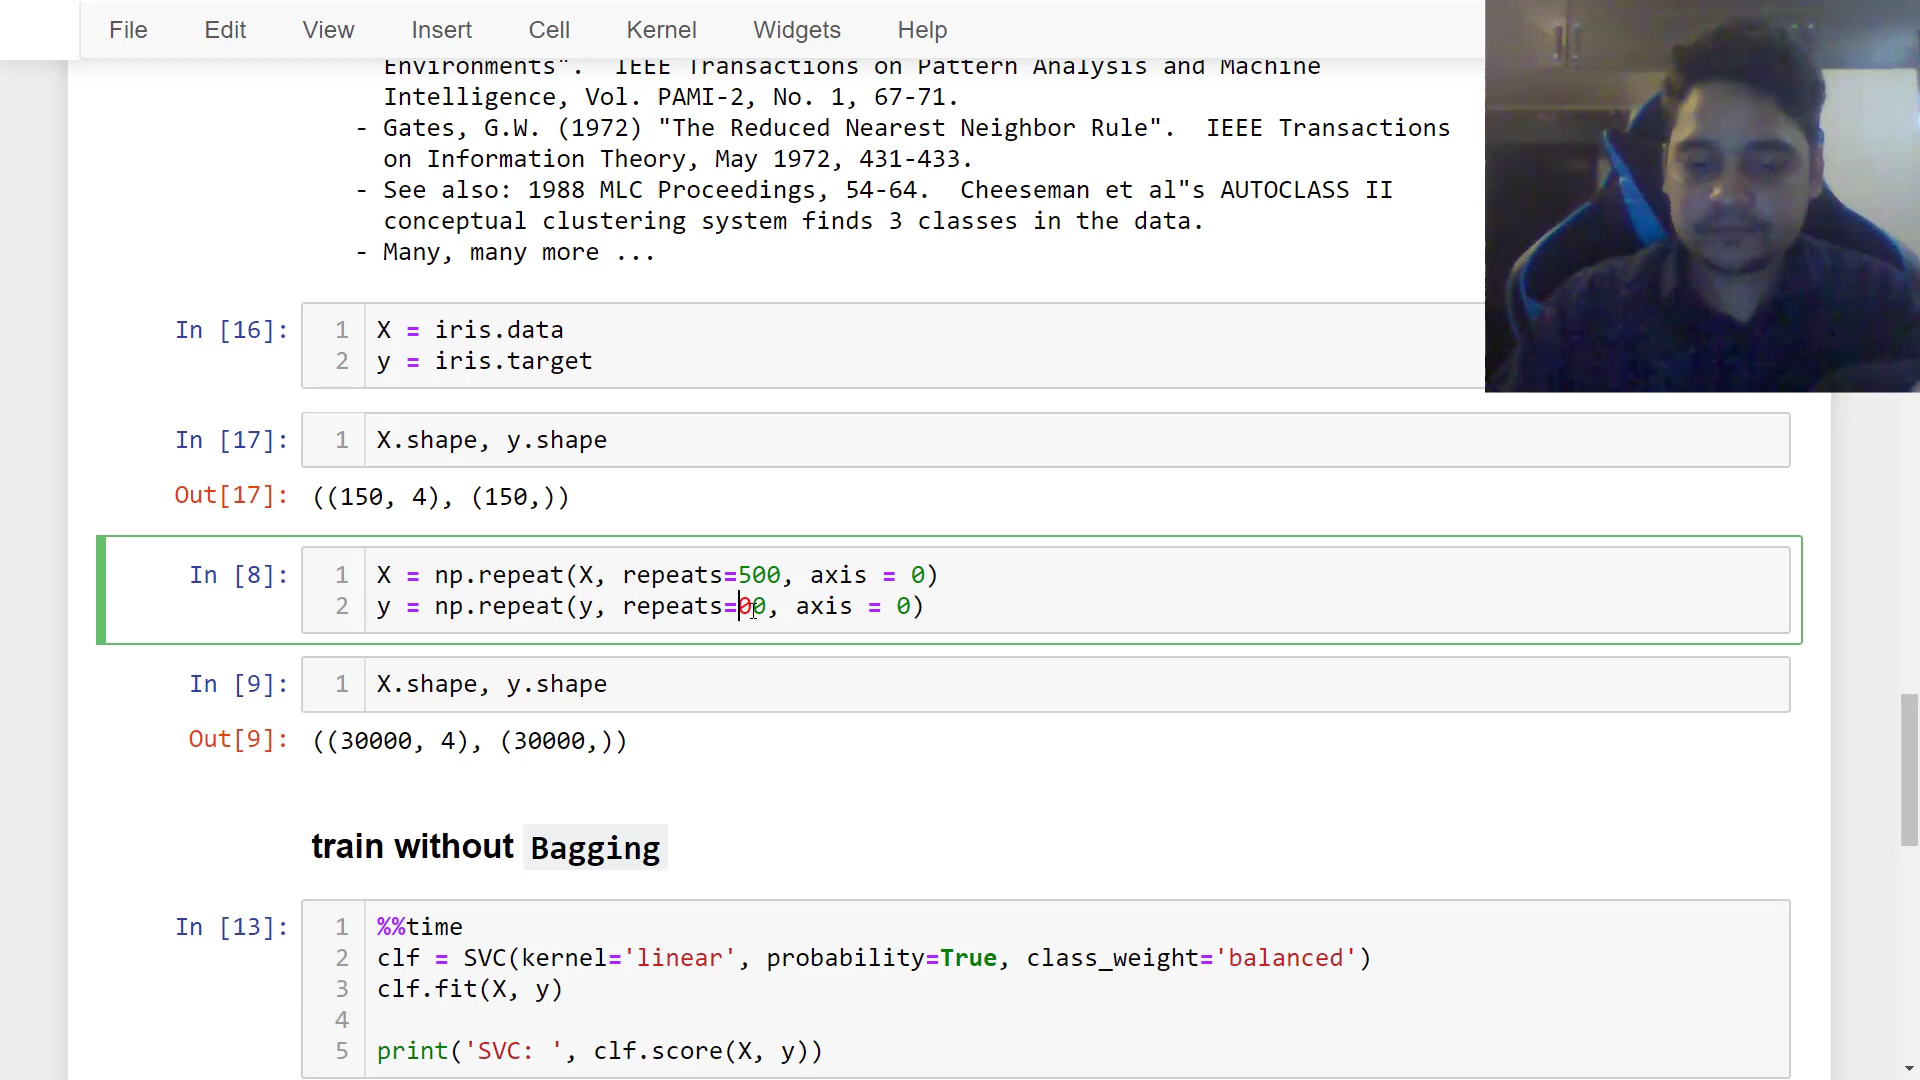 File Edit View Insert Cell Kernel Widgets Help
Environments". IEEE Transactions on Pattern Analysis and Machine
Intelligence, Vol. PAMI-2, No. 1, 67-71.
- Gates, G.W. (1972) "The Reduced Nearest Neighbor Rule". IEEE Transactions
on Information Theory, May 1972, 431-433.
- See also: 1988 MLC Proceedings, 54-64. Cheeseman et al"s AUTOCLASS II
conceptual clustering system finds 3 classes in the data.
- Many, many more ...
In [16]: 1 X = iris.data
2 y = iris.target
In [17]: 1 X.shape, y.shape
Out[17]: ((150, 4), (150,))
In [8]: 1 X = np.repeat(X, repeats=500, axis = 0)
2 y = np.repeat(y, repeats=00, axis = 0)
In [9]: 1 X.shape, y.shape
Out[9]: ((30000, 4), (30000,))
train without Bagging
In [13]: 1 %%time
2 clf = SVC(kernel='linear', probability=True, class_weight='balanced')
3 clf.fit(X, y)
4
5 print('SVC: ', clf.score(X, y))